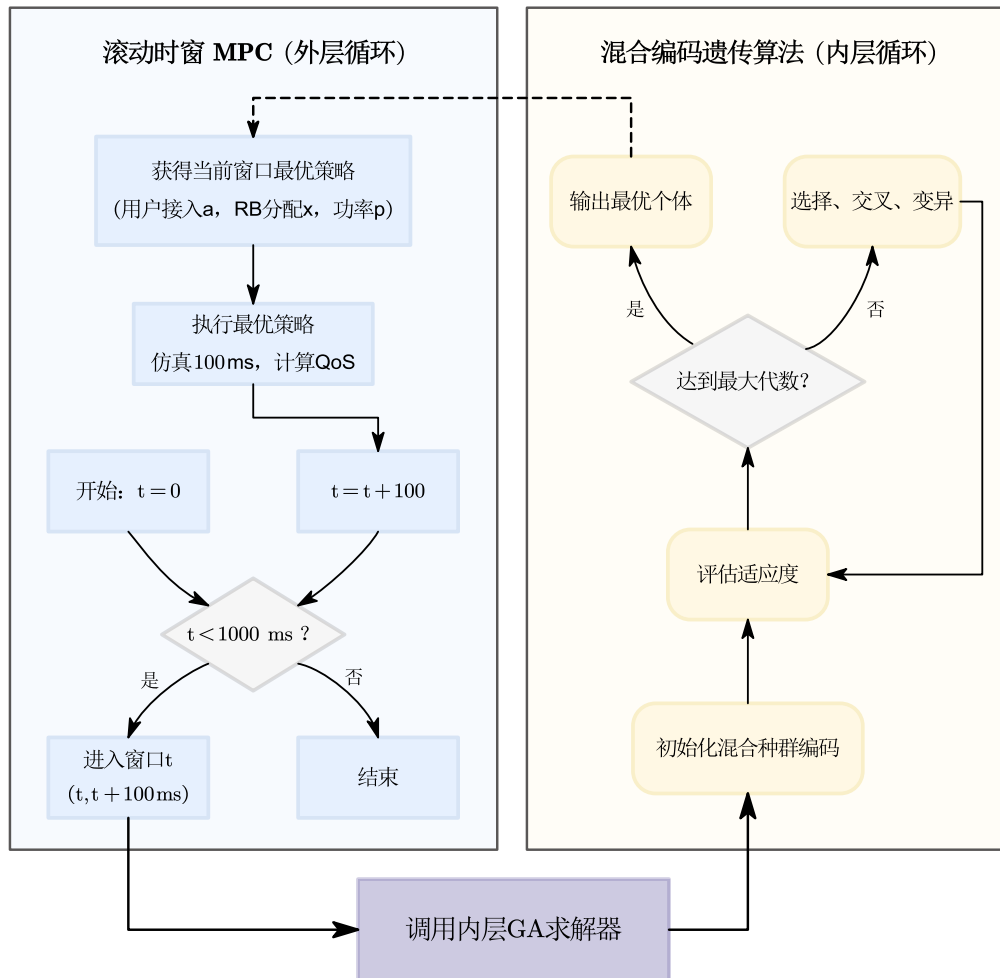 滚动时窗 MPC（外层循环）
获得当前窗口最优策略
（用户接入a，RB分配x，功率p）
执行最优策略
仿真100ms，计算QoS
开始：t=0
t=t+100
t<1000 ms ？
是
否
进入窗口t
(t,t+100ms)
结束
混合编码遗传算法（内层循环）
输出最优个体
选择、交叉、变异
是
否
达到最大代数？
评估适应度
初始化混合种群编码
调用内层GA求解器